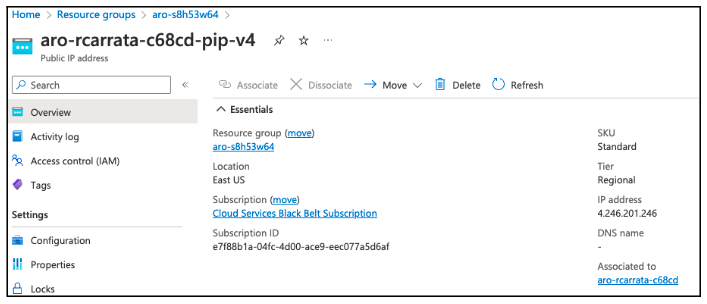 Home > Resource groups > aro-s8h53w64 >
aro-rcarrata-c68cd-pip-v4
Public IP address
Search
Associate Dissociate Move Delete Refresh
Overview
Activity log
Access control (IAM)
Tags
Settings
Configuration
Properties
Locks
Essentials
Resource group (move)
aro-s8h53w64
Location
East US
Subscription (move)
Cloud Services Black Belt Subscription
Subscription ID
e7f88b1a-04fc-4d00-ace9-eec077a5d6af
SKU
Standard
Tier
Regional
IP address
4.246.201.246
DNS name
-
Associated to
aro-rcarrata-c68cd